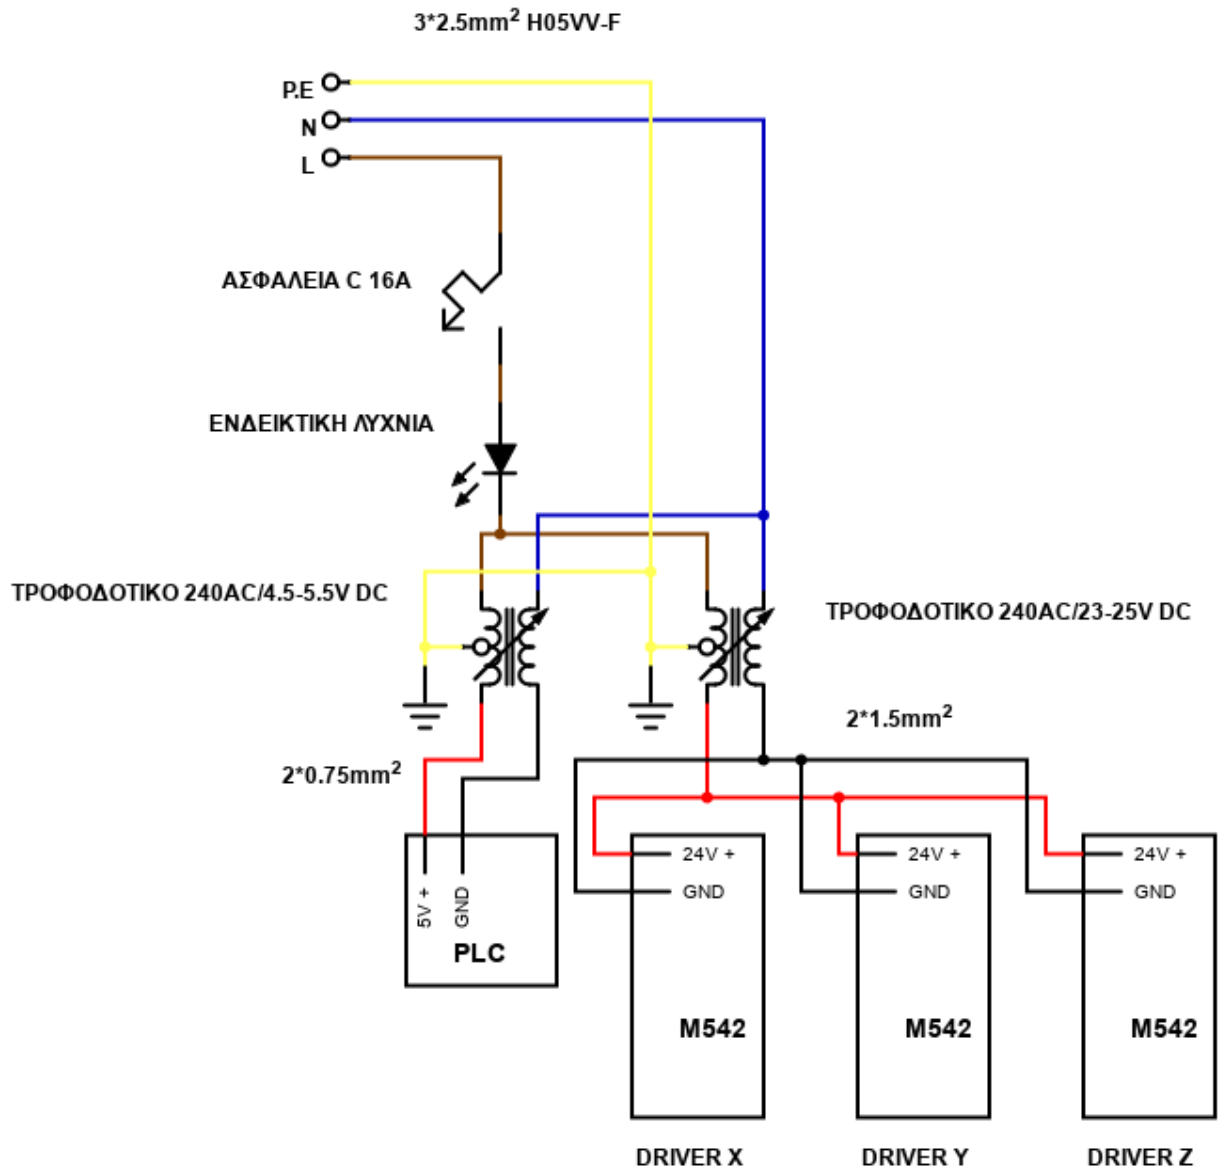 3*2.5mm² H05VV-F
P.E
N
L
ΑΣΦΑΛΕΙΑ C 16A
ΕΝΔΕΙΚΤΙΚΗ ΛΥΧΝΙΑ
ΤΡΟΦΟΔΟΤΙΚΟ 240AC/4.5-5.5V DC
ΤΡΟΦΟΔΟΤΙΚΟ 240AC/23-25V DC
2*1.5mm²
2*0.75mm²
5V +
GND
PLC
24V +
GND
M542
DRIVER X
24V +
GND
M542
DRIVER Y
24V +
GND
M542
DRIVER Z